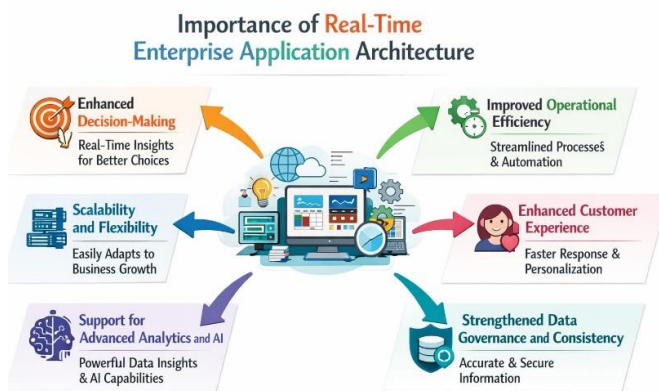 Importance of Real-Time
Enterprise Application Architecture
Enhanced
Decision-Making
Real-Time Insights
for Better Choices
Improved Operational
Efficiency
Streamlined Processes
& Automation
Scalability
and Flexibility
Easily Adapts to
Business Growth
Enhanced Customer
Experience
Faster Response &
Personalization
Support for
Advanced Analytics and AI
Powerful Data Insights
& AI Capabilities
Strengthened Data
Governance and Consistency
Accurate & Secure
Information